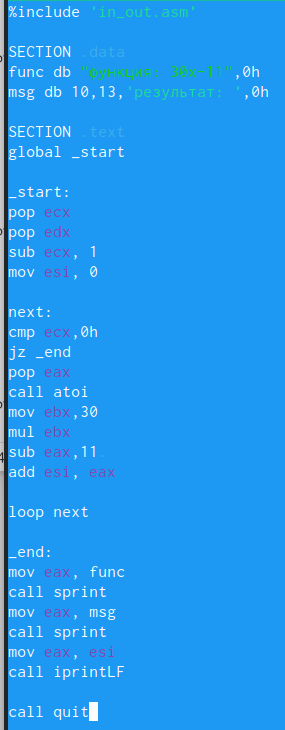 %include 'in_out.asm'
SECTION .data
func db "функция: 30x-11",0h
msg db 10,13,'результат: ',0h
SECTION .text
global _start
_start:
pop ecx
pop edx
sub ecx, 1
mov esi, 0
next:
cmp ecx,0h
jz _end
pop eax
call atoi
mov ebx,30
mul ebx
sub eax,11
add esi, eax
loop next
_end:
mov eax, func
call sprint
mov eax, msg
call sprint
mov eax, esi
call iprintLF
call quit